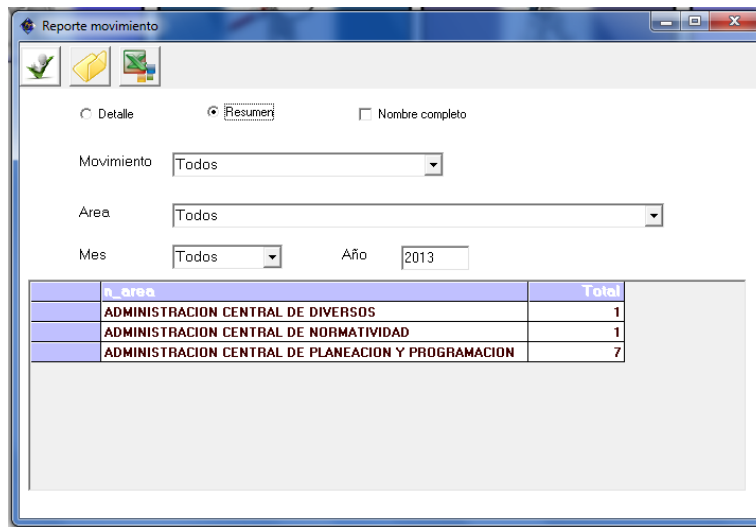 Reporte movimiento
Detalle Resumen Nombre completo
Movimiento Todos
Area Todos
Mes Todos Año 2013
n_area Total
ADMINISTRACION CENTRAL DE DIVERSOS 1
ADMINISTRACION CENTRAL DE NORMATIVIDAD 1
ADMINISTRACION CENTRAL DE PLANEACION Y PROGRAMACION 7